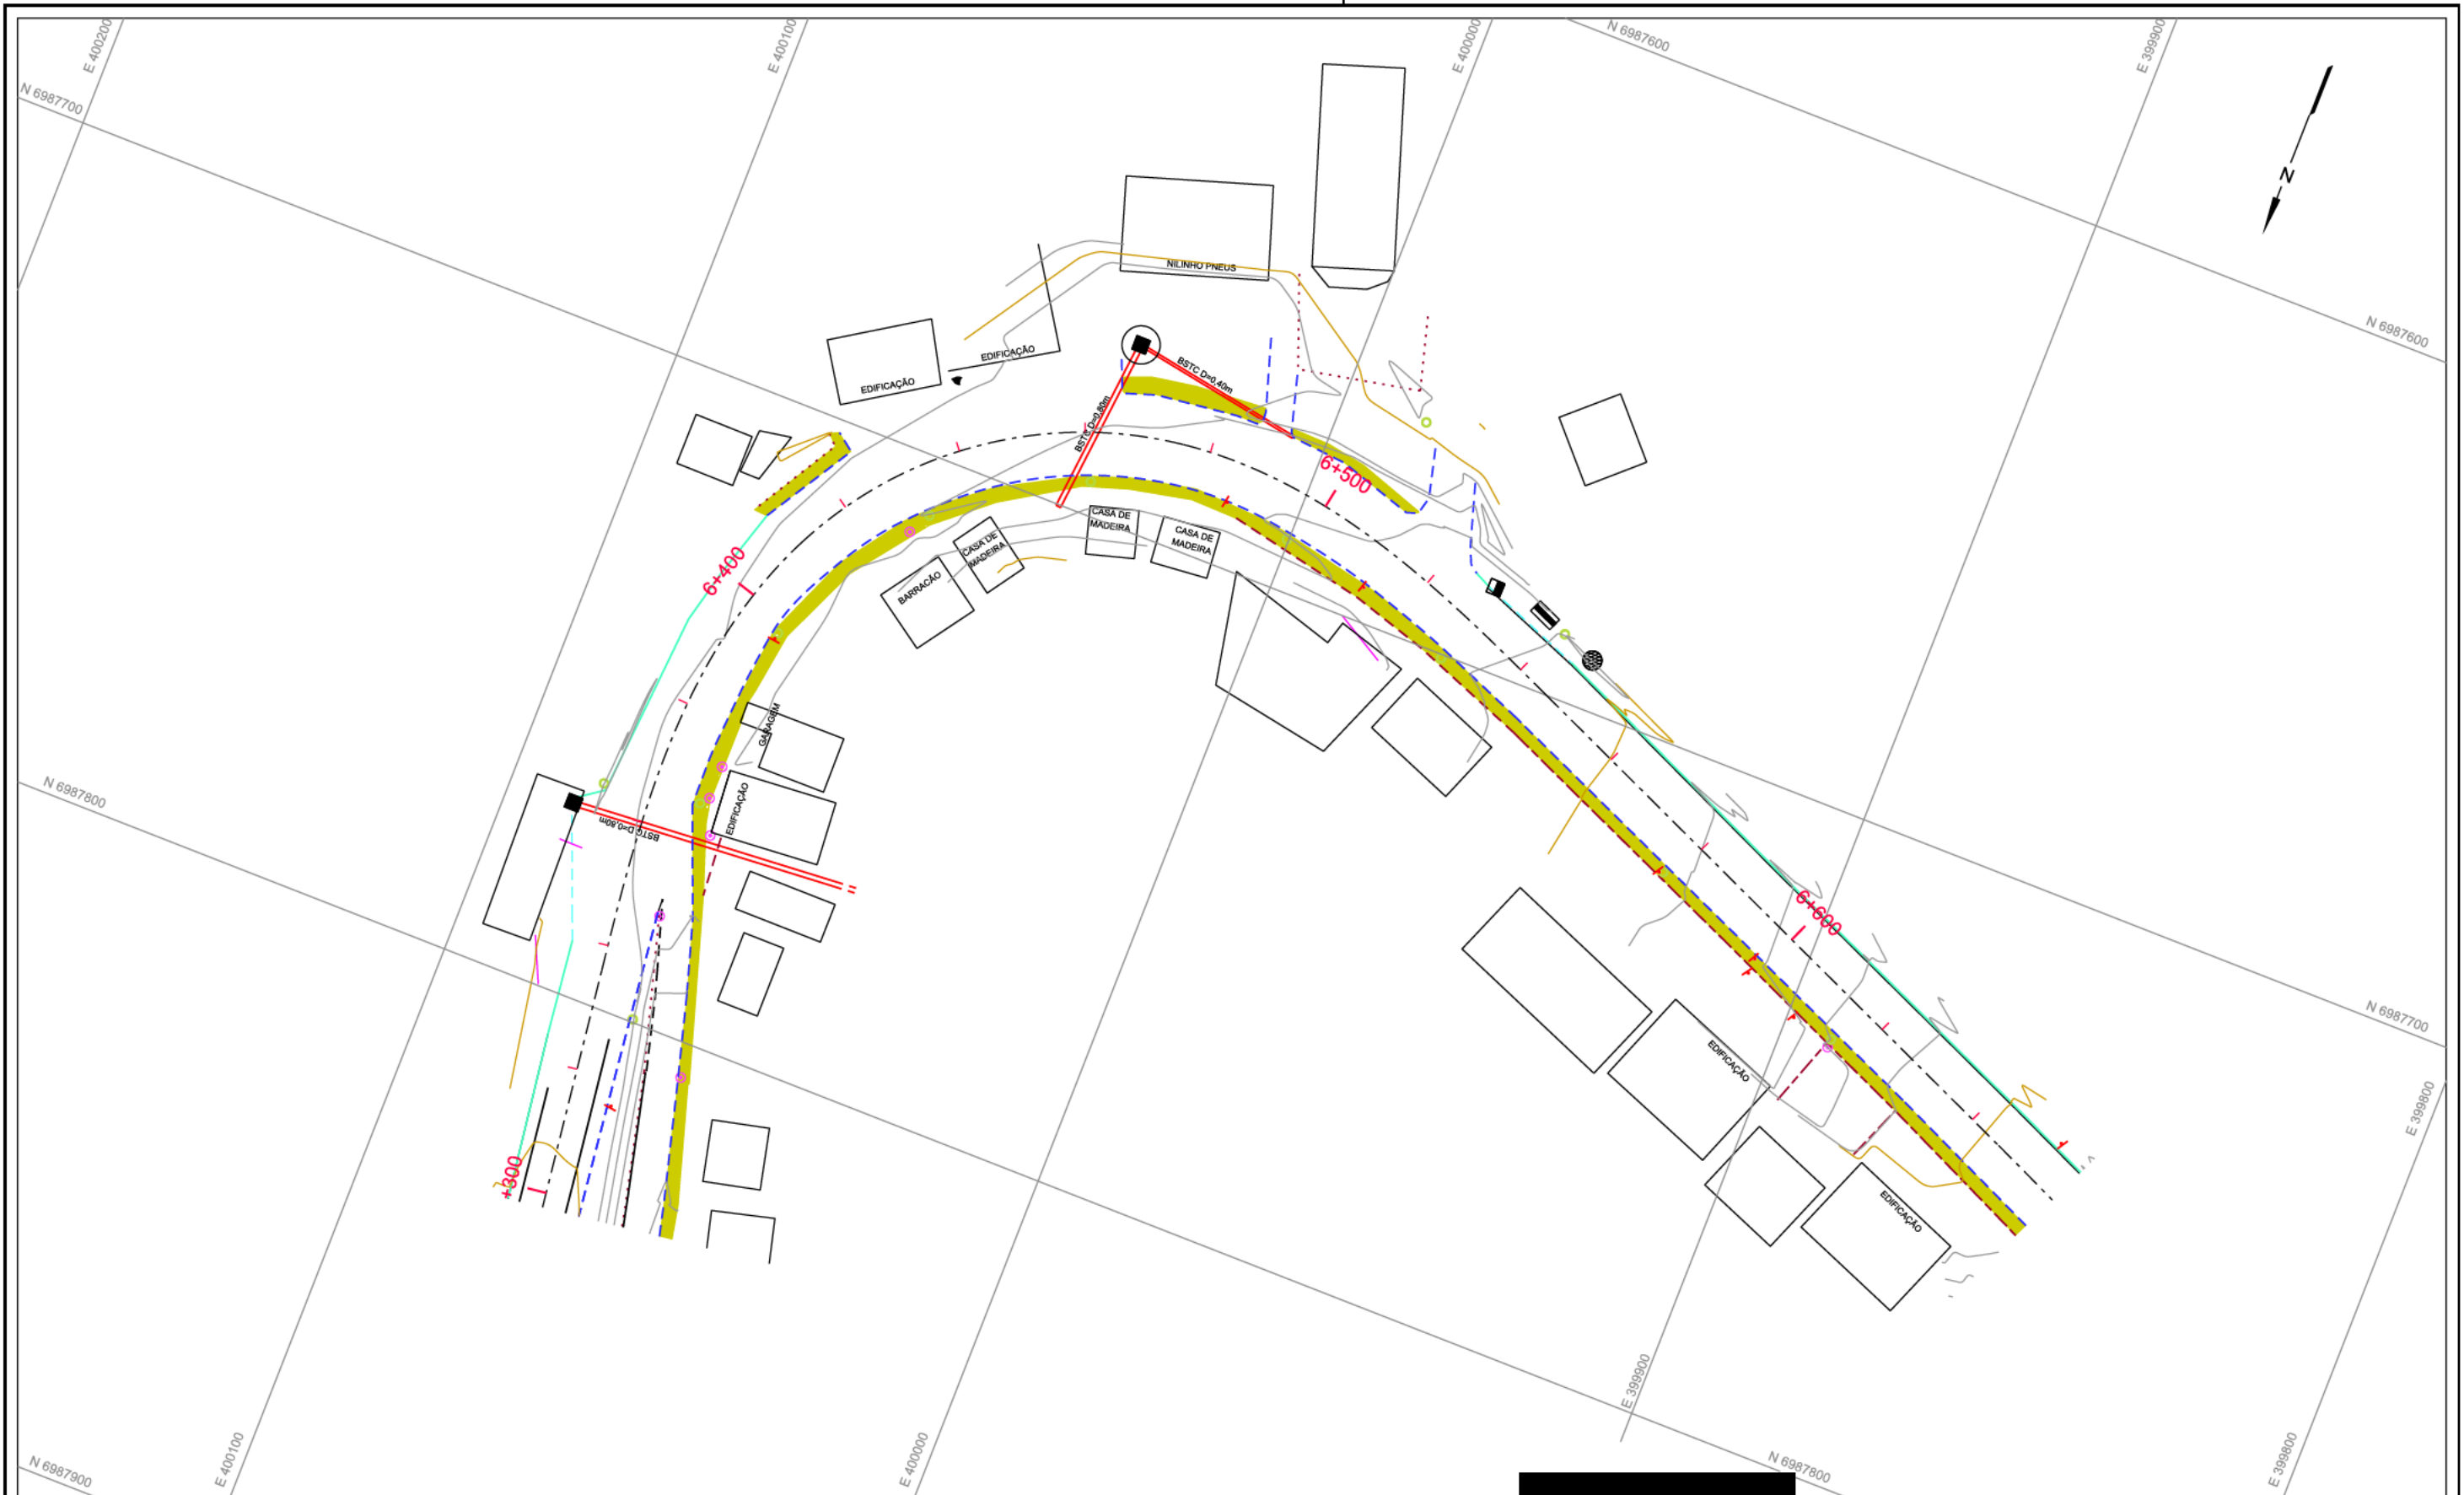 E 400200
E 400100
E 400000
N 6987600
E 399900
N 6987700
N
NILINHO PNEUS
N 6987600
EDIFICAÇÃO
EDIFICAÇÃO
BSTC D=0,40m
BSTC D=0,80m
6+500
6+400
CASA DE
MADEIRA
CASA DE
MADEIRA
CASA DE
MADEIRA
BARRACÃO
GARAGEM
EDIFICAÇÃO
N 6987800
BSTC D=0,80m
6+600
N 6987700
EDIFICAÇÃO
E 399800
+300
EDIFICAÇÃO
E 399900
E 400100
E 400000
N 6987900
N 6987800
E 399800